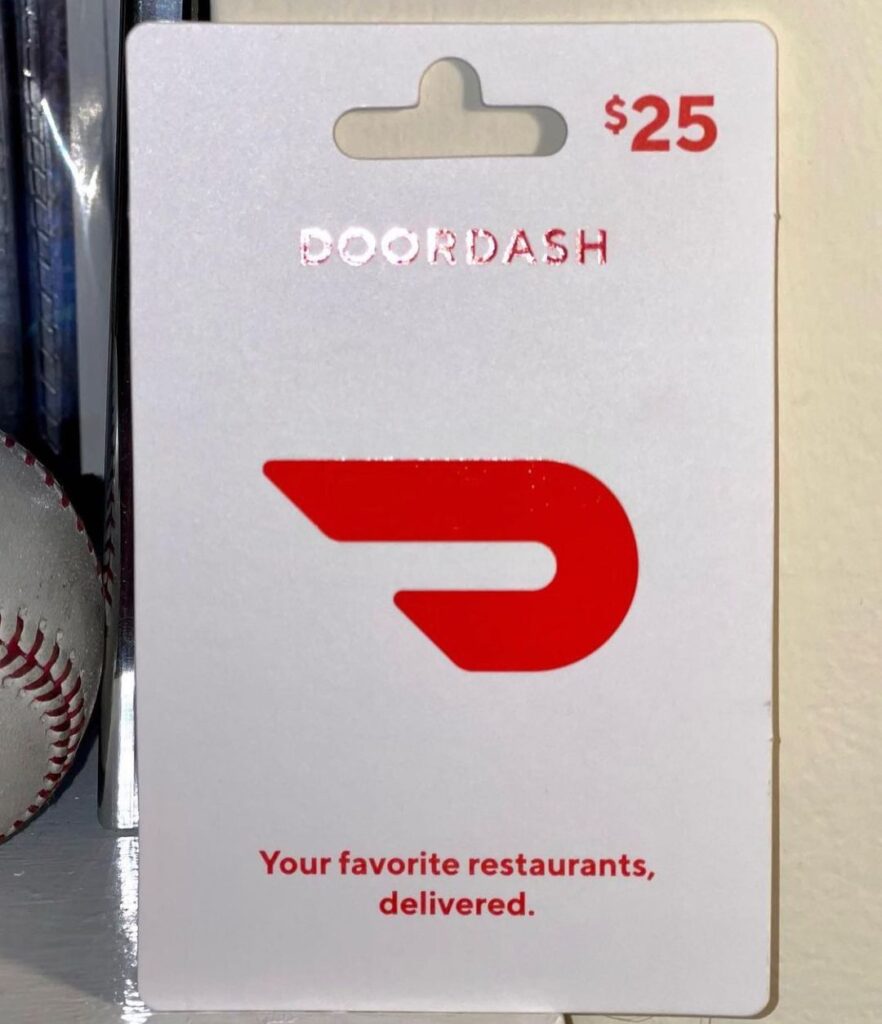 $25
DOORDASH
Your favorite restaurants,
delivered.